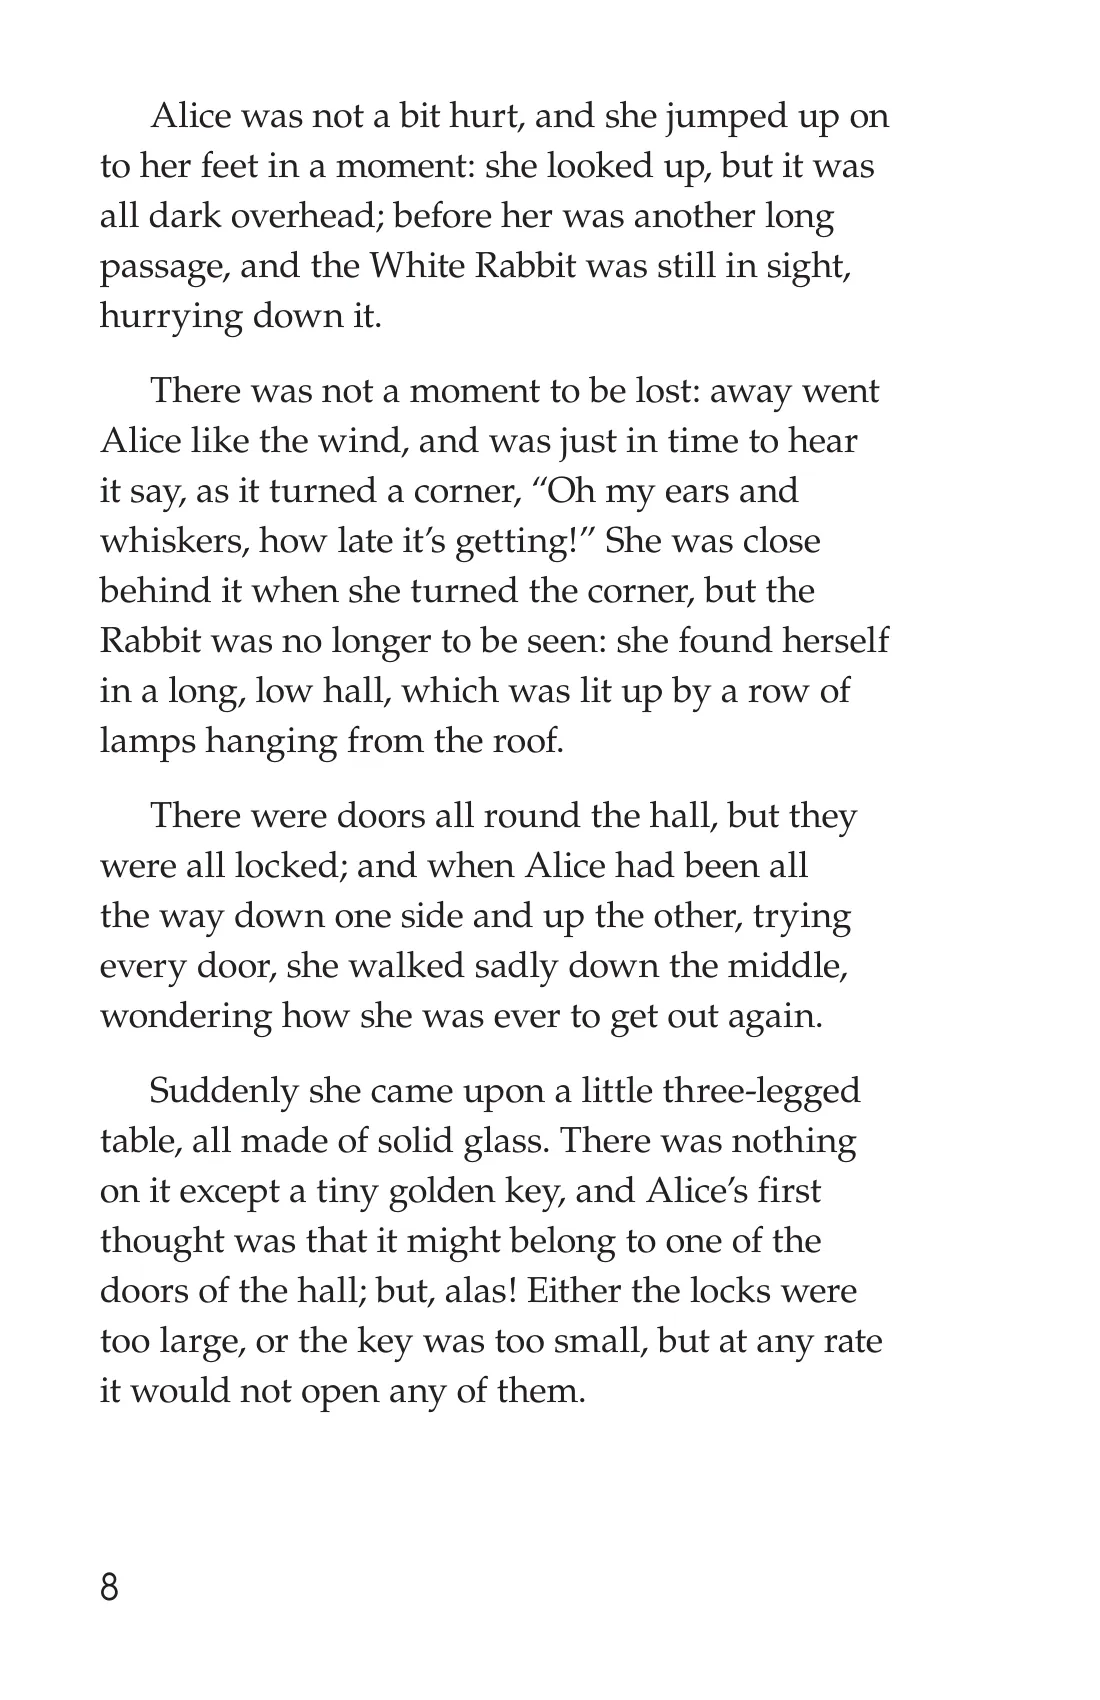 Alice was not a bit hurt, and she jumped up on
to her feet in a moment: she looked up, but it was
all dark overhead; before her was another long
passage, and the White Rabbit was still in sight,
hurrying down it.
There was not a moment to be lost: away went
Alice like the wind, and was just in time to hear
it say, as it turned a corner, “Oh my ears and
whiskers, how late it’s getting!” She was close
behind it when she turned the corner, but the
Rabbit was no longer to be seen: she found herself
in a long, low hall, which was lit up by a row of
lamps hanging from the roof.
There were doors all round the hall, but they
were all locked; and when Alice had been all
the way down one side and up the other, trying
every door, she walked sadly down the middle,
wondering how she was ever to get out again.
Suddenly she came upon a little three-legged
table, all made of solid glass. There was nothing
on it except a tiny golden key, and Alice’s first
thought was that it might belong to one of the
doors of the hall; but, alas! Either the locks were
too large, or the key was too small, but at any rate
it would not open any of them.
8